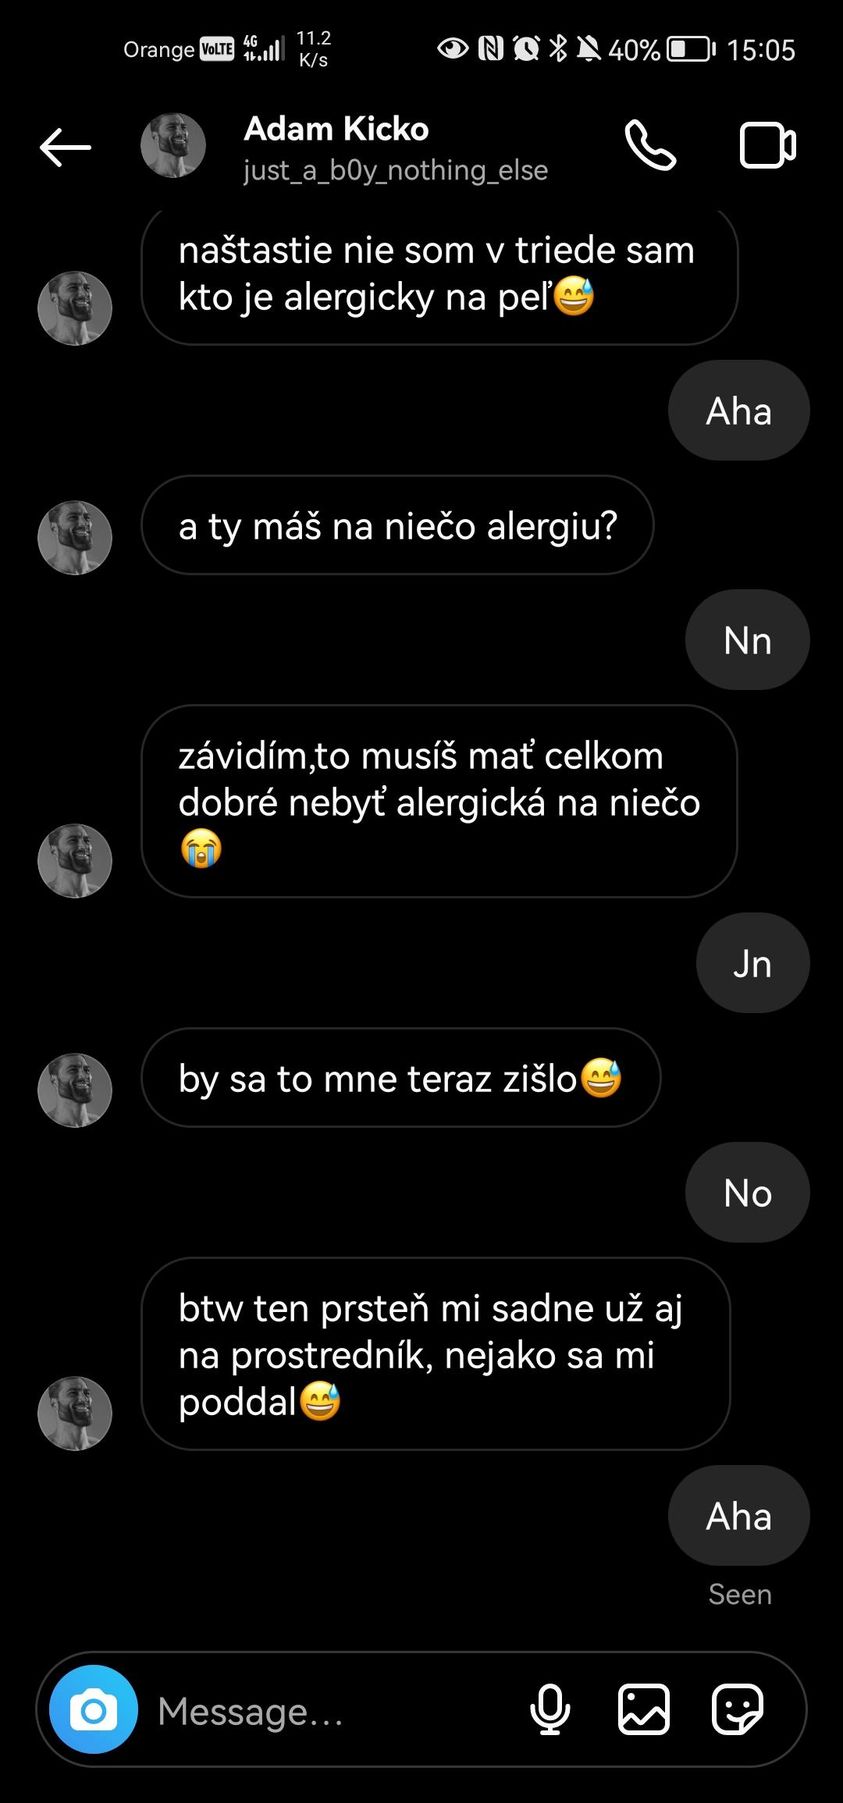 Orange VoLTE 4G 11.2 K/s 40% 15:05
Adam Kicko
just_a_b0y_nothing_else
naštastie nie som v triede sam
kto je alergicky na peľ😅
Aha
a ty máš na niečo alergiu?
Nn
závidím,to musíš mať celkom
dobré nebyť alergická na niečo
😭
Jn
by sa to mne teraz zišlo😅
No
btw ten prsteň mi sadne už aj
na prostredník, nejako sa mi
poddal😅
Aha
Seen
Message...